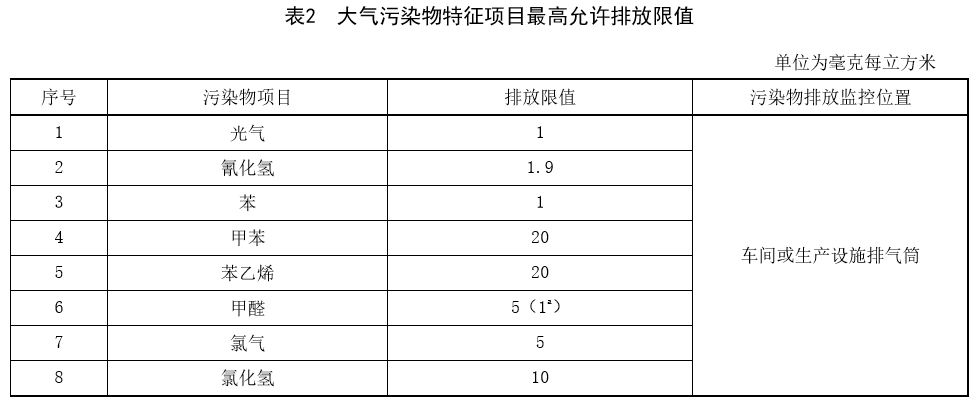 表2 大气污染物特征项目最高允许排放限值
单位为毫克每立方米
序号 污染物项目 排放限值 污染物排放监控位置
1 光气 1
2 氰化氢 1.9
3 苯 1
4 甲苯 20
车间或生产设施排气筒
5 苯乙烯 20
6 甲醛 5（1ª）
7 氯气 5
8 氯化氢 10